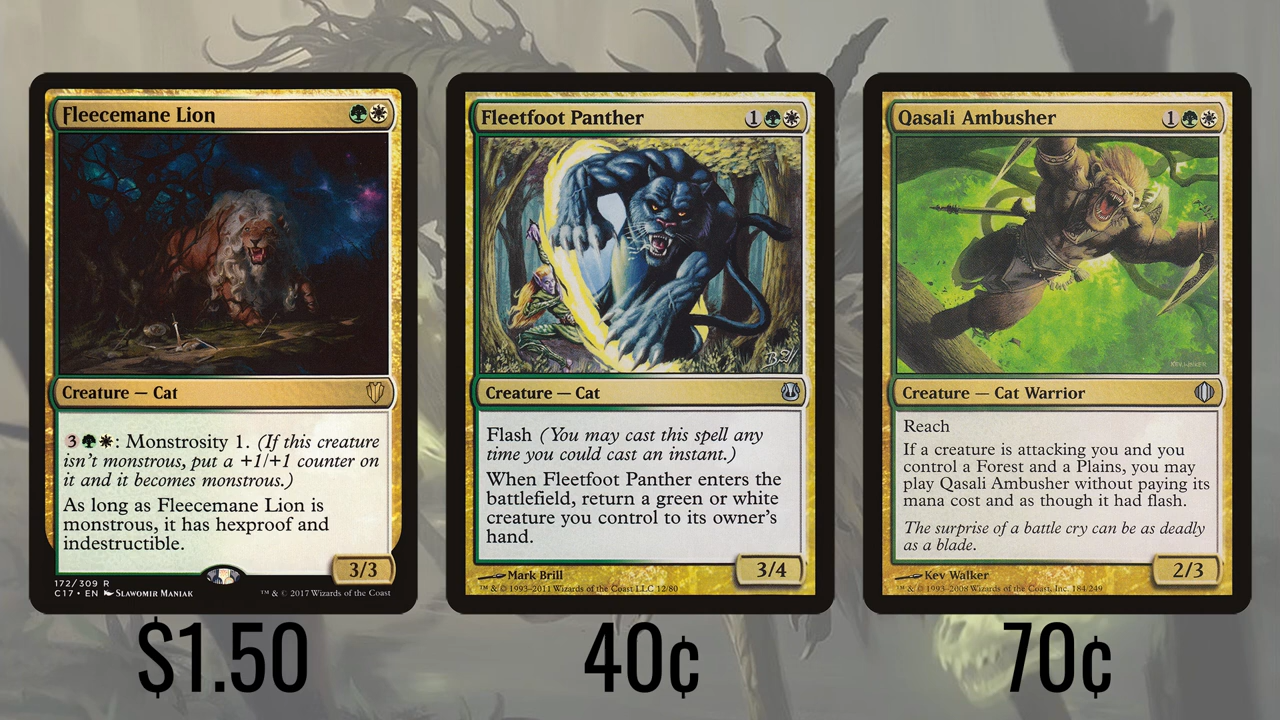 Fleecemane Lion
Creature — Cat
3: Monstrosity 1. (If this creature
isn't monstrous, put a +1/+1 counter on
it and it becomes monstrous.)
As long as Fleecemane Lion is
monstrous, it has hexproof and
indestructible.
3/3
172/309 R
C17 • EN Slawomir Maniak
™ & © 2017 Wizards of the Coast
$1.50
Fleetfoot Panther
1
Creature — Cat
Flash (You may cast this spell any
time you could cast an instant.)
When Fleetfoot Panther enters the
battlefield, return a green or white
creature you control to its owner's
hand.
3/4
Mark Brill
™ & © 1993–2011 Wizards of the Coast LLC 12/80
40¢
Qasali Ambusher
1
Creature — Cat Warrior
Reach
If a creature is attacking you and you
control a Forest and a Plains, you may
play Qasali Ambusher without paying its
mana cost and as though it had flash.
The surprise of a battle cry can be as deadly
as a blade.
2/3
Kev Walker
™ & © 1993–2008 Wizards of the Coast, Inc. 184/249
70¢